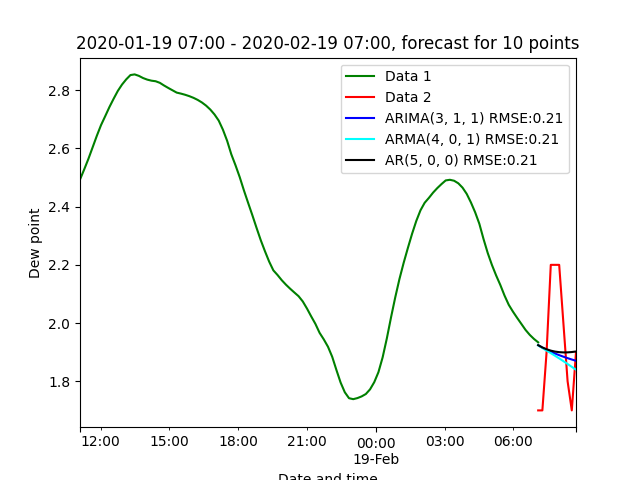 2020-01-19 07:00 - 2020-02-19 07:00, forecast for 10 points
Data 1
Data 2
ARIMA(3, 1, 1) RMSE:0.21
ARMA(4, 0, 1) RMSE:0.21
AR(5, 0, 0) RMSE:0.21
Dew point
2.8
2.6
2.4
2.2
2.0
1.8
12:00 15:00 18:00 21:00 00:00 03:00 06:00
19-Feb
Date and time